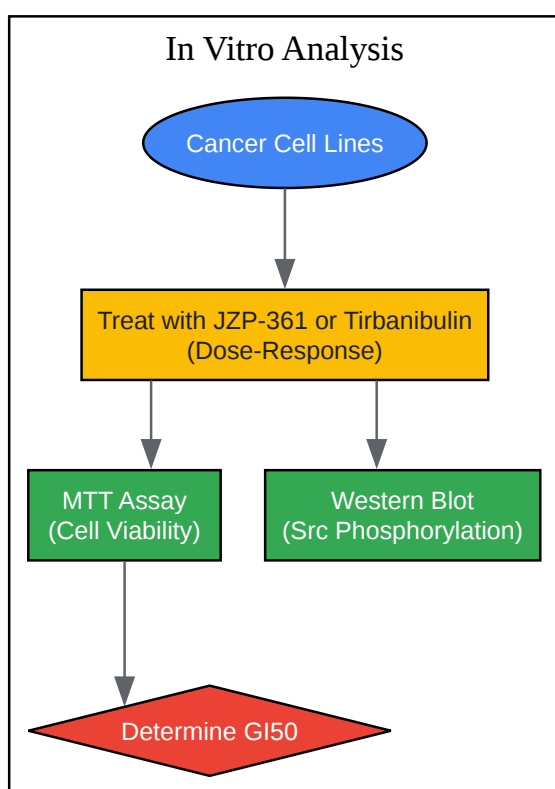 In Vitro Analysis
Cancer Cell Lines
Treat with JZP-361 or Tirbanibulin
(Dose-Response)
MTT Assay
(Cell Viability)
Western Blot
(Src Phosphorylation)
Determine GI50